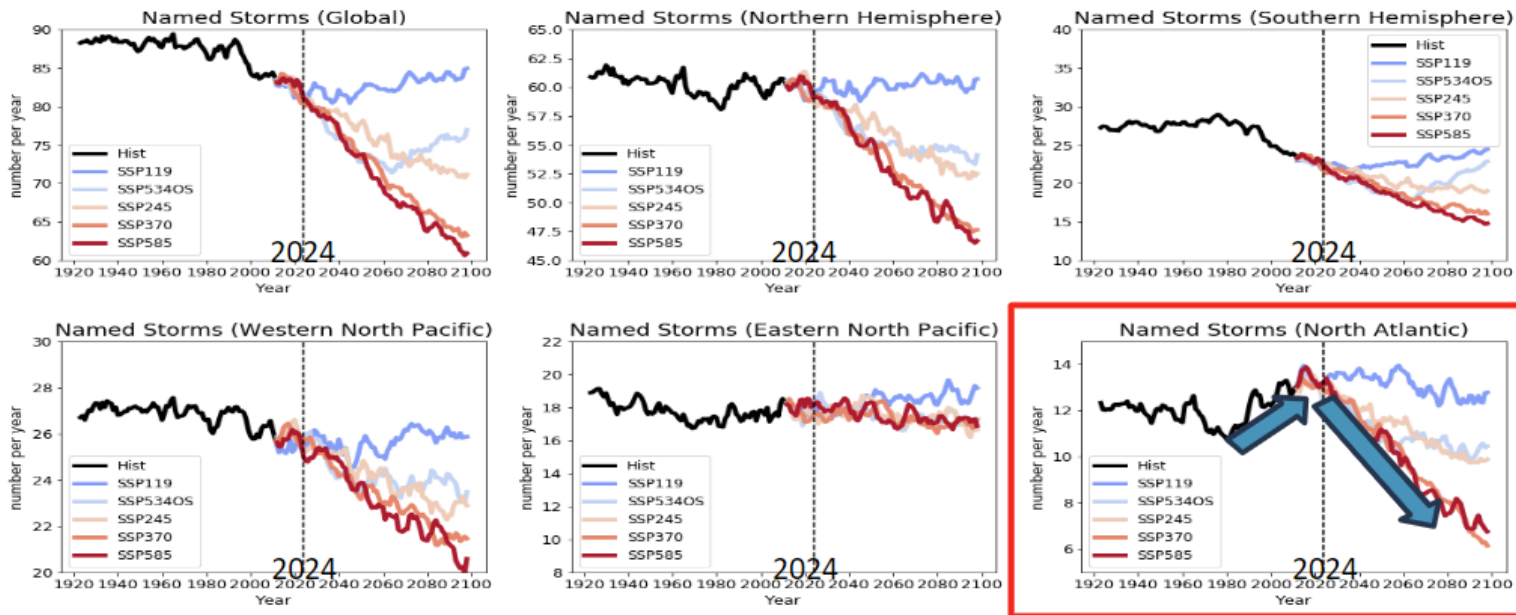 Named Storms (Global)
number per year
90
85
80
75
70
65
60
Hist
SSP119
SSP534OS
SSP245
SSP370
SSP585
2024
1920 1940 1960 1980 2000 2020 2040 2060 2080 2100
Year
Named Storms (Northern Hemisphere)
number per year
65.0
62.5
60.0
57.5
55.0
52.5
50.0
47.5
45.0
Hist
SSP119
SSP534OS
SSP245
SSP370
SSP585
2024
1920 1940 1960 1980 2000 2020 2040 2060 2080 2100
Year
Named Storms (Southern Hemisphere)
number per year
40
35
30
25
20
15
10
Hist
SSP119
SSP534OS
SSP245
SSP370
SSP585
2024
1920 1940 1960 1980 2000 2020 2040 2060 2080 2100
Year
Named Storms (Western North Pacific)
number per year
30
28
26
24
22
20
Hist
SSP119
SSP534OS
SSP245
SSP370
SSP585
2024
1920 1940 1960 1980 2000 2020 2040 2060 2080 2100
Year
Named Storms (Eastern North Pacific)
number per year
22
20
18
16
14
12
10
8
Hist
SSP119
SSP534OS
SSP245
SSP370
SSP585
2024
1920 1940 1960 1980 2000 2020 2040 2060 2080 2100
Year
Named Storms (North Atlantic)
number per year
14
12
10
8
6
Hist
SSP119
SSP534OS
SSP245
SSP370
SSP585
2024
1920 1940 1960 1980 2000 2020 2040 2060 2080 2100
Year